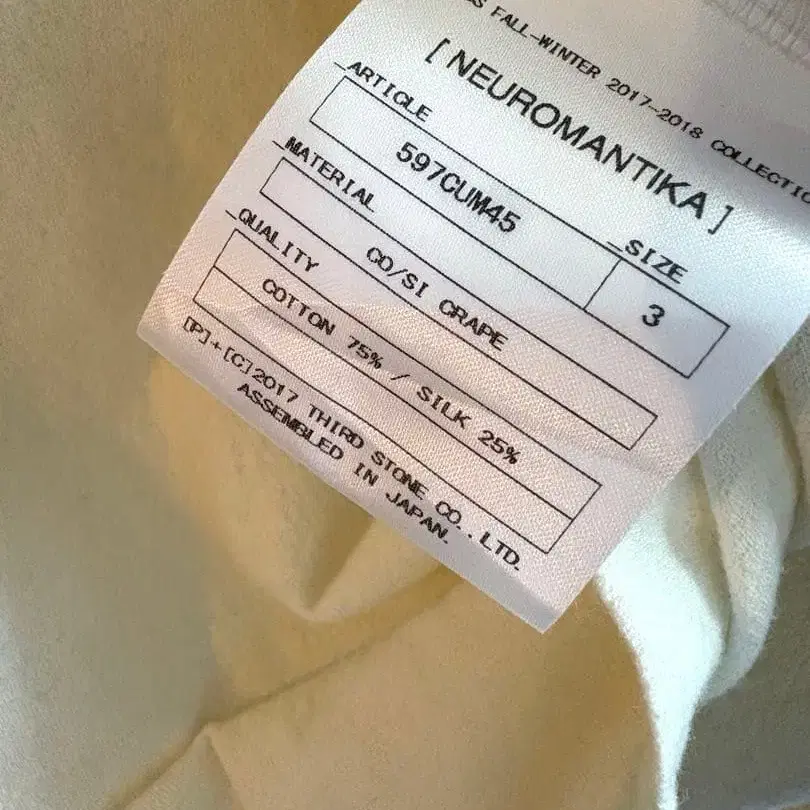 S FALL-WINTER 2017-2018 COLLECTIO
[ NEUROMANTIKA ]
_ARTICLE
597CUM45
_SIZE
3
_MATERIAL
CO/SI CRAPE
_QUALITY
COTTON 75% / SILK 25%
[P]+[C]2017 THIRD STONE CO.,LTD.
ASSEMBLED IN JAPAN.